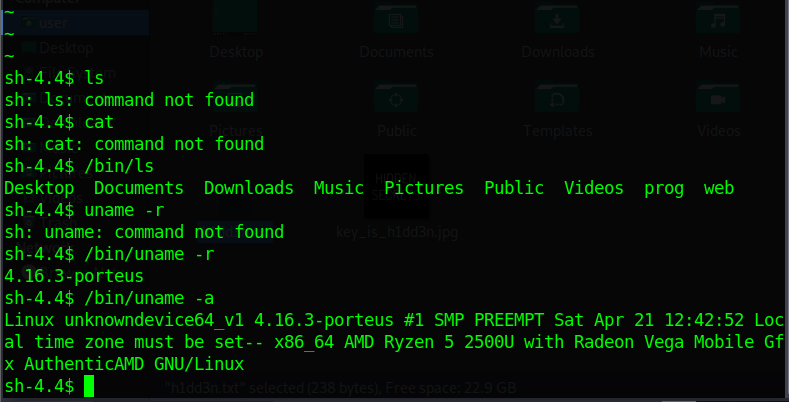 ~
~
~
sh-4.4$ ls
sh: ls: command not found
sh-4.4$ cat
sh: cat: command not found
sh-4.4$ /bin/ls
Desktop  Documents  Downloads  Music  Pictures  Public  Videos  prog  web
sh-4.4$ uname -r
sh: uname: command not found
sh-4.4$ /bin/uname -r
4.16.3-porteus
sh-4.4$ /bin/uname -a
Linux unknowndevice64_v1 4.16.3-porteus #1 SMP PREEMPT Sat Apr 21 12:42:52 Loc
al time zone must be set-- x86_64 AMD Ryzen 5 2500U with Radeon Vega Mobile Gf
x AuthenticAMD GNU/Linux
sh-4.4$
user
Desktop
Desktop Documents Downloads Music
Pictures Public Templates Videos
key_is_h1dd3n.jpg
"h1dd3n.txt" selected (238 bytes), Free space: 22.9 GB